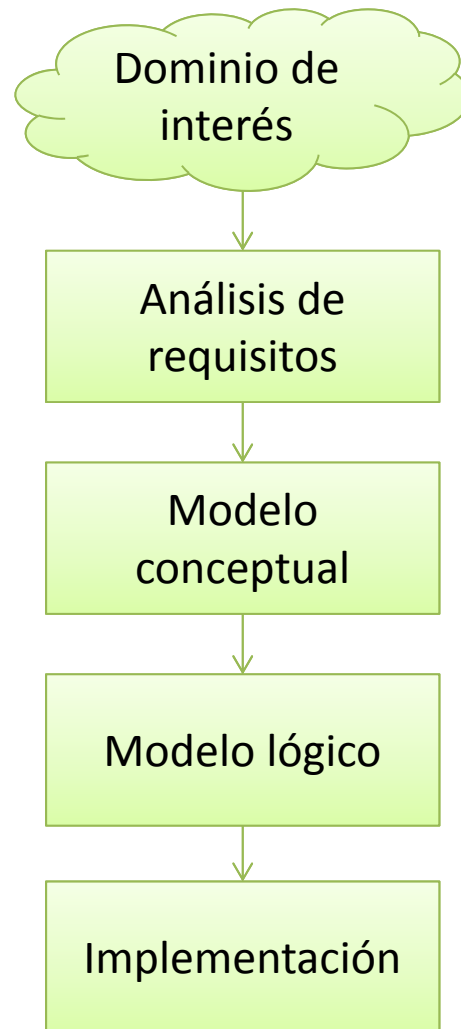 Dominio de
interés
Análisis de
requisitos
Modelo
conceptual
Modelo lógico
Implementación